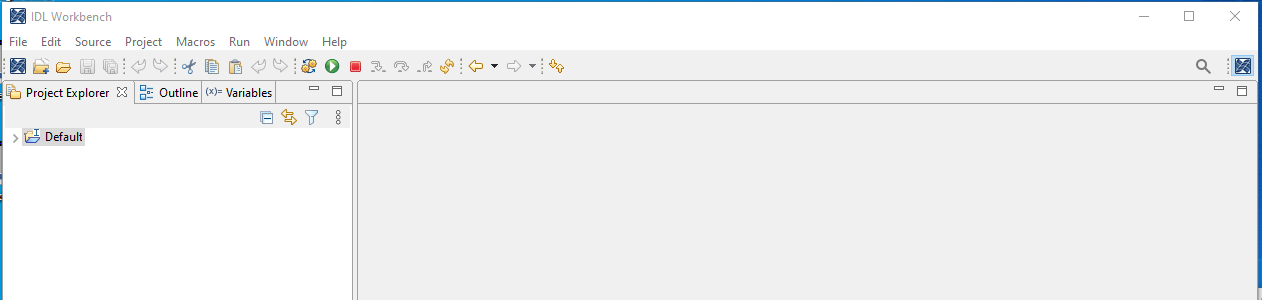 IDL Workbench
File Edit Source Project Macros Run Window Help
Project Explorer Outline (x)= Variables
Default